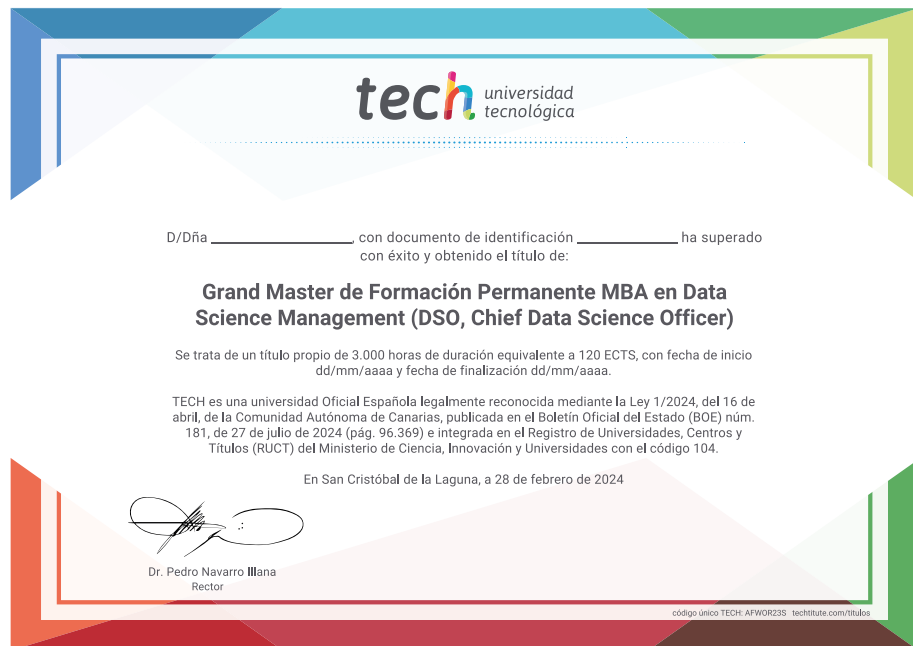 tech universidad
tecnológica
D/Dña ________________, con documento de identificación ____________ ha superado
con éxito y obtenido el título de:
Grand Master de Formación Permanente MBA en Data
Science Management (DSO, Chief Data Science Officer)
Se trata de un título propio de 3.000 horas de duración equivalente a 120 ECTS, con fecha de inicio
dd/mm/aaaa y fecha de finalización dd/mm/aaaa.
TECH es una universidad Oficial Española legalmente reconocida mediante la Ley 1/2024, del 16 de
abril, de la Comunidad Autónoma de Canarias, publicada en el Boletín Oficial del Estado (BOE) núm.
181, de 27 de julio de 2024 (pág. 96.369) e integrada en el Registro de Universidades, Centros y
Títulos (RUCT) del Ministerio de Ciencia, Innovación y Universidades con el código 104.
En San Cristóbal de la Laguna, a 28 de febrero de 2024
Dr. Pedro Navarro Illana
Rector
código único TECH: AFWOR23S techtitute.com/titulos